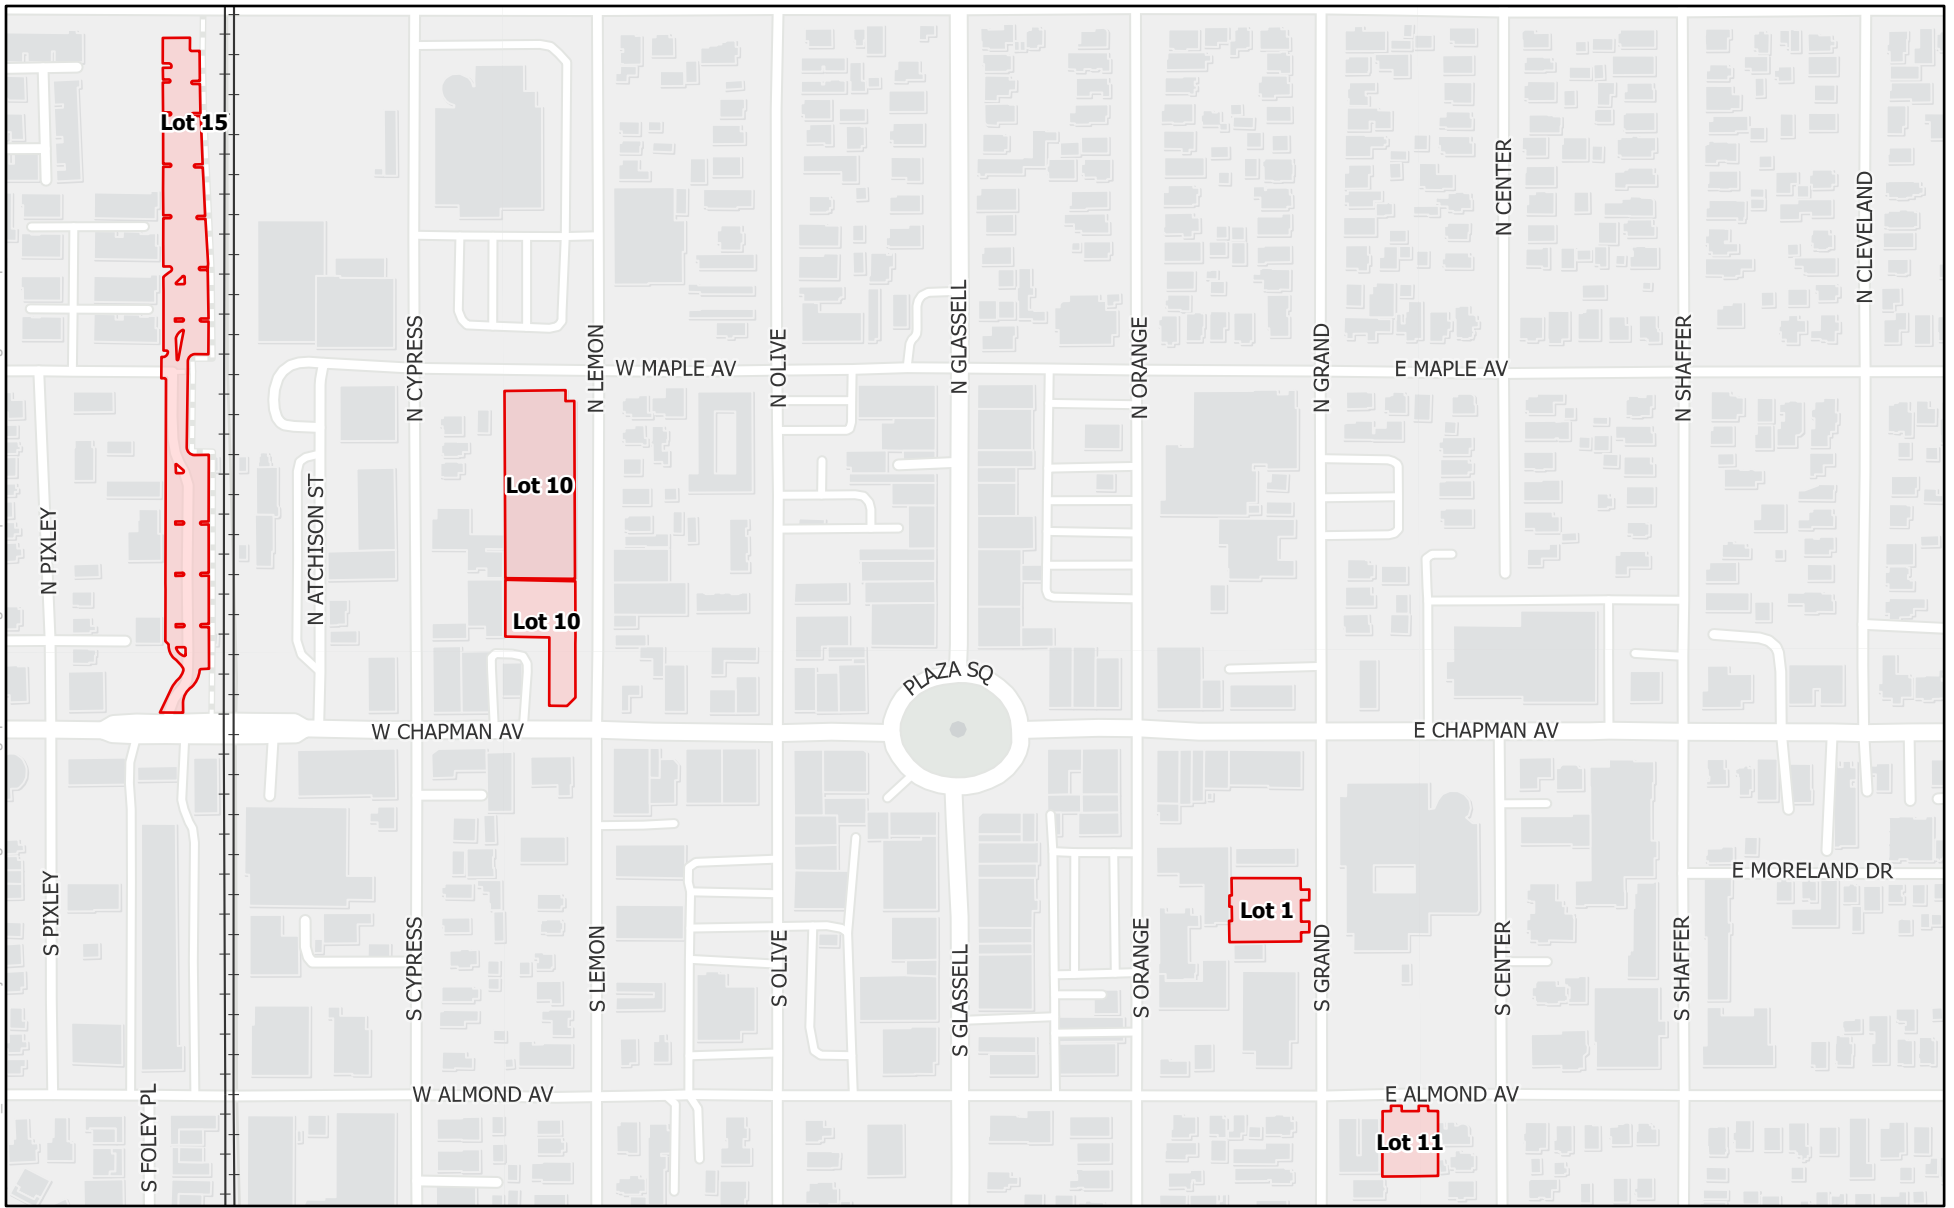 Lot 15
N CENTER
N CLEVELAND
N CYPRESS
N LEMON
W MAPLE AV
N OLIVE
N GLASSELL
N ORANGE
N GRAND
E MAPLE AV
N SHAFFER
Lot 10
N PIXLEY
N ATCHISON ST
Lot 10
PLAZA SQ
W CHAPMAN AV
E CHAPMAN AV
E MORELAND DR
S PIXLEY
Lot 1
S CYPRESS
S LEMON
S OLIVE
S GLASSELL
S ORANGE
S GRAND
S CENTER
S SHAFFER
W ALMOND AV
E ALMOND AV
S FOLEY PL
Lot 11